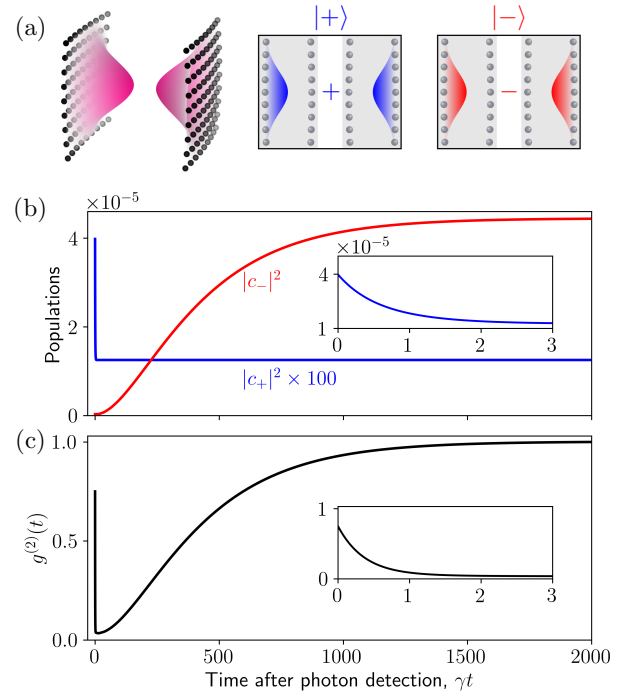 (a)
|+⟩
|−⟩
+
−
(b)
×10⁻⁵
Populations
4
2
0
|c₋|²
|c₊|² × 100
×10⁻⁵
4
1
0 1 2 3
(c)
g⁽²⁾(t)
1.0
0.5
0.0
1
0
0 1 2 3
0 500 1000 1500 2000
Time after photon detection, γt